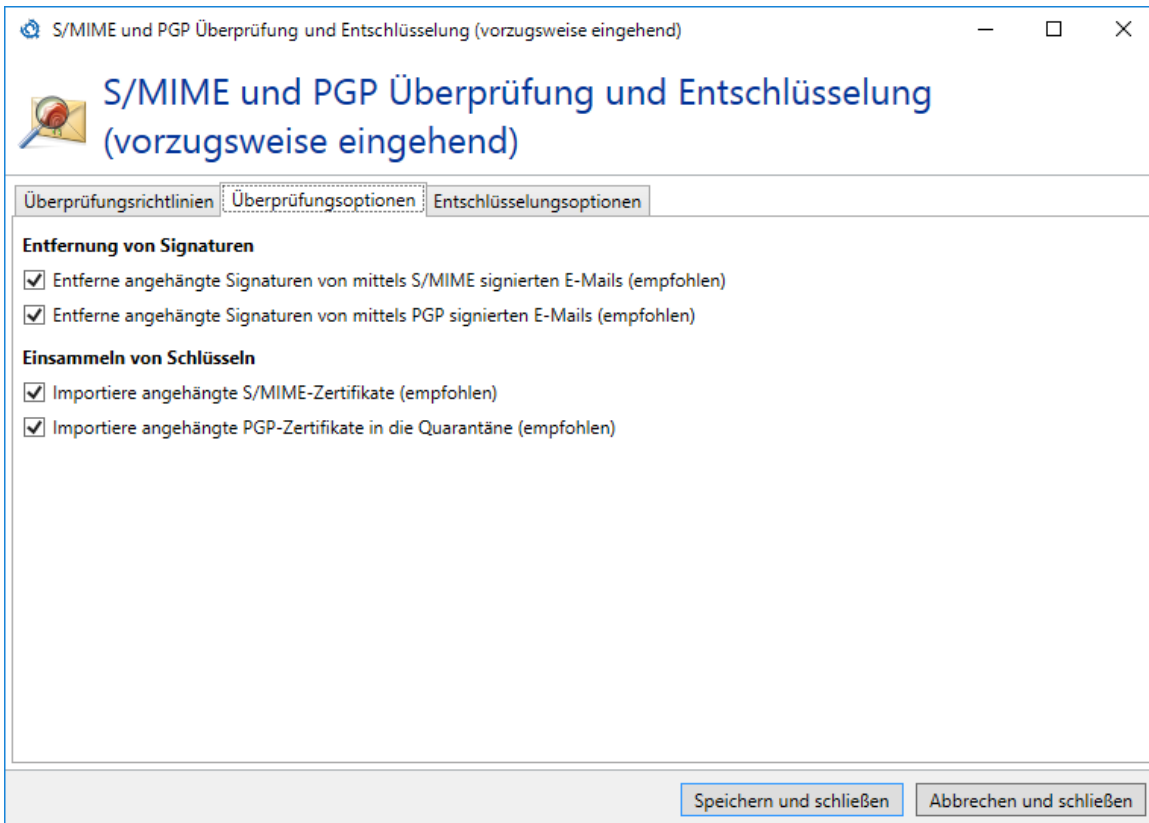 S/MIME und PGP Überprüfung und Entschlüsselung (vorzugsweise eingehend)
S/MIME und PGP Überprüfung und Entschlüsselung
(vorzugsweise eingehend)
Überprüfungsrichtlinien Überprüfungsoptionen Entschlüsselungsoptionen
Entfernung von Signaturen
Entferne angehängte Signaturen von mittels S/MIME signierten E-Mails (empfohlen)
Entferne angehängte Signaturen von mittels PGP signierten E-Mails (empfohlen)
Einsammeln von Schlüsseln
Importiere angehängte S/MIME-Zertifikate (empfohlen)
Importiere angehängte PGP-Zertifikate in die Quarantäne (empfohlen)
Speichern und schließen Abbrechen und schließen